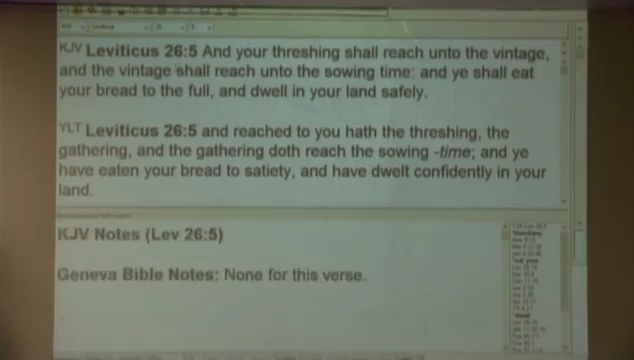 KJV Leviticus 26:5 And your threshing shall reach unto the vintage,
and the vintage shall reach unto the sowing time: and ye shall eat
your bread to the full, and dwell in your land safely.
YLT Leviticus 26:5 and reached to you hath the threshing, the
gathering, and the gathering doth reach the sowing -time; and ye
have eaten your bread to satiety, and have dwelt confidently in your
land.
KJV Notes (Lev 26:5)
Geneva Bible Notes: None for this verse.